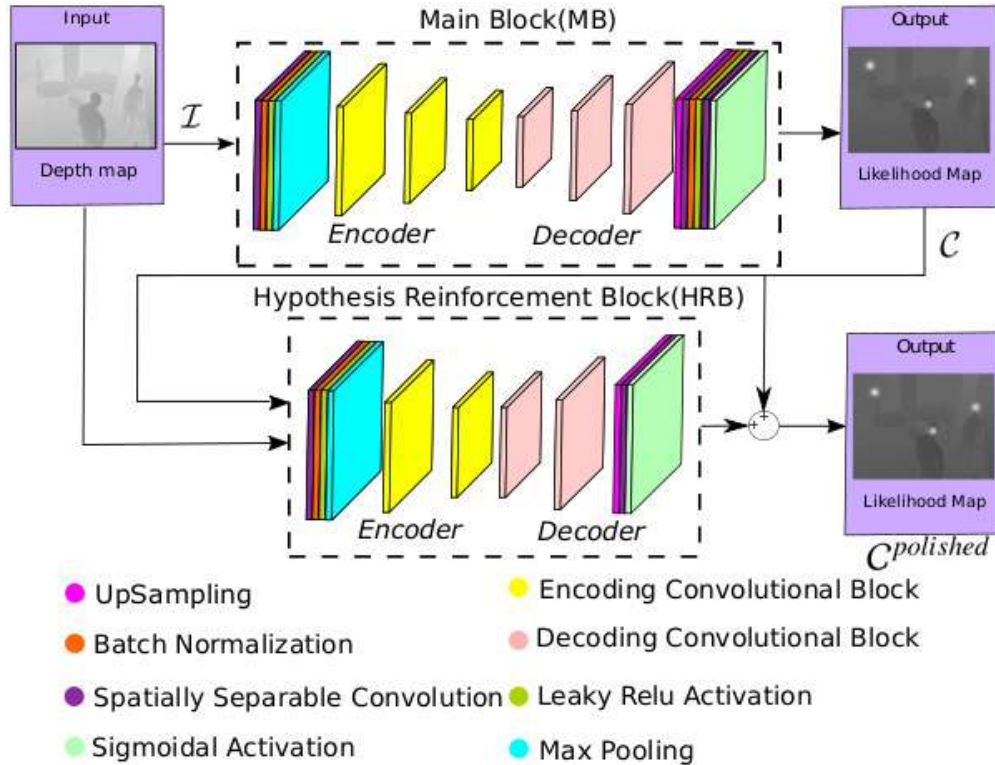 Input
Depth map
ℐ
Main Block(MB)
Encoder
Decoder
Output
Likelihood Map
𝒞
Hypothesis Reinforcement Block(HRB)
Encoder
Decoder
+
+
Output
Likelihood Map
𝒞^polished
UpSampling
Encoding Convolutional Block
Batch Normalization
Decoding Convolutional Block
Spatially Separable Convolution
Leaky Relu Activation
Sigmoidal Activation
Max Pooling